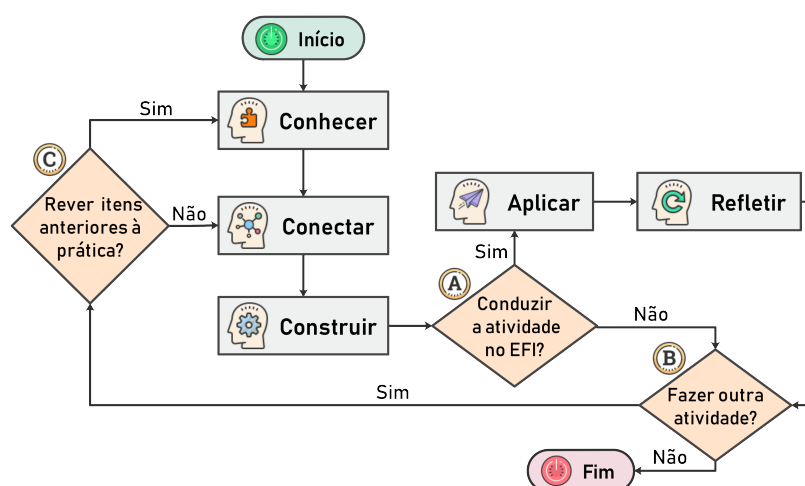 Início
Sim
Conhecer
C
Rever itens
anteriores à
prática?
Não
Conectar
Aplicar
Refletir
Sim
A
Conduzir
a atividade
no EFI?
Construir
Não
B
Fazer outra
atividade?
Sim
Não
Fim